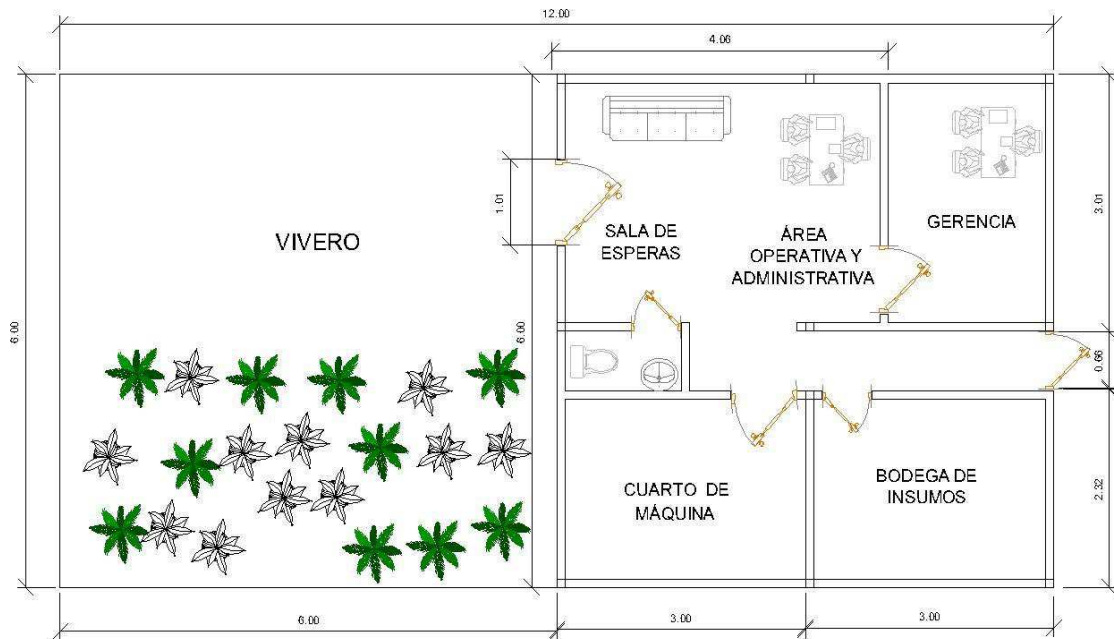 12.00
4.06
1.01
3.01
VIVERO
SALA DE
ESPERAS
ÁREA
OPERATIVA Y
ADMINISTRATIVA
GERENCIA
6.00
6.00
0.66
CUARTO DE
MÁQUINA
BODEGA DE
INSUMOS
2.32
6.00
3.00
3.00